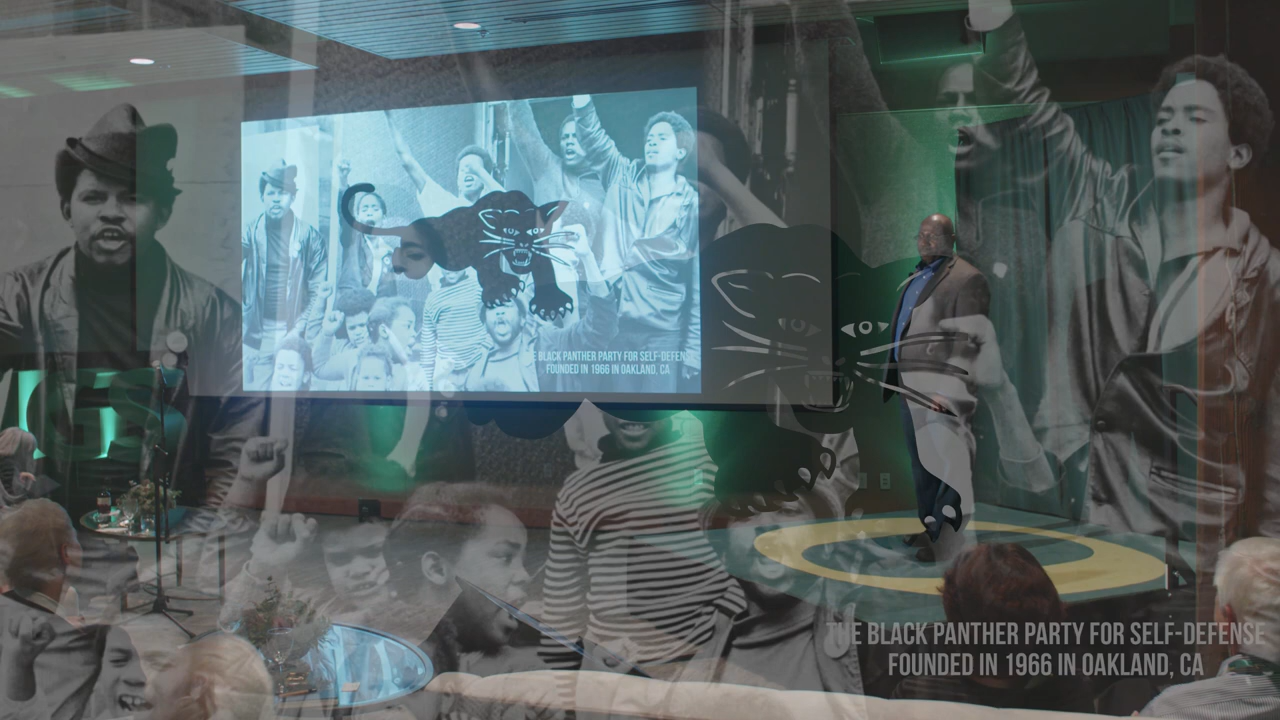 THE BLACK PANTHER PARTY FOR SELF-DEFENSE
FOUNDED IN 1966 IN OAKLAND, CA
BLACK PANTHER PARTY FOR SELF-DEFENSE
FOUNDED IN 1966 IN OAKLAND, CA